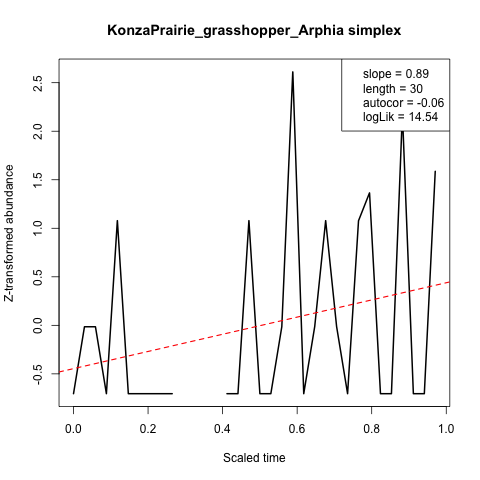 KonzaPrairie_grasshopper_Arphia simplex
slope = 0.89
length = 30
autocor = -0.06
logLik = 14.54
Z-transformed abundance
2.5
2.0
1.5
1.0
0.5
0.0
-0.5
0.0 0.2 0.4 0.6 0.8 1.0
Scaled time